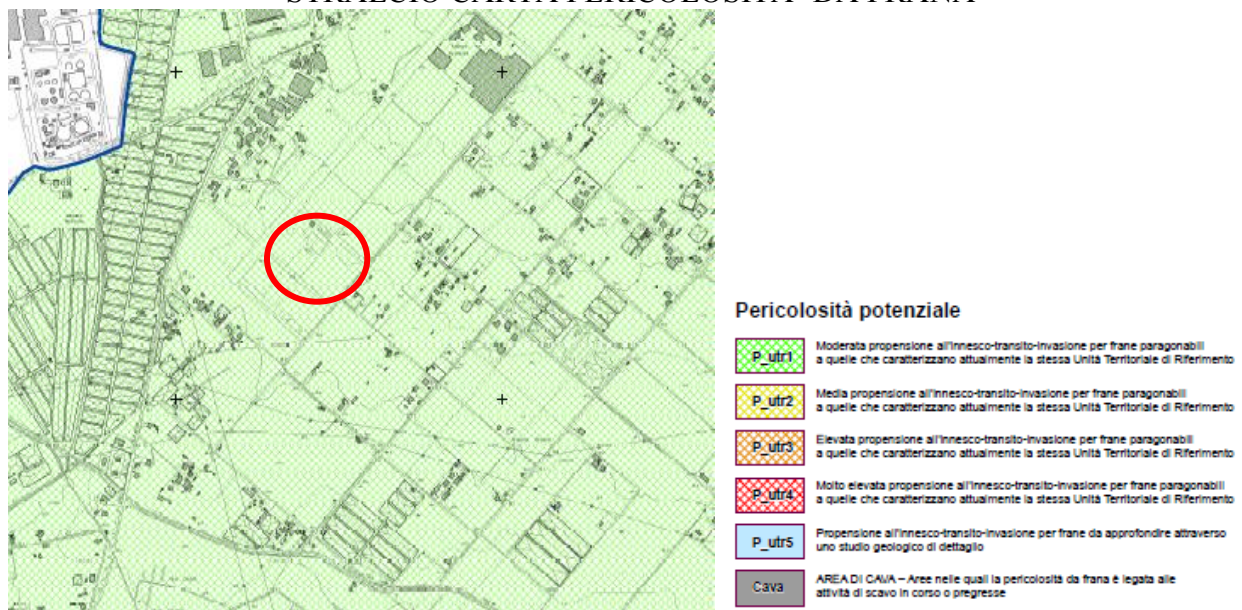 STRALCIO CARTA PERICOLOSITA' DA FRANA
Pericolosità potenziale
P_utr1
Moderata propensione all'innesco-transito-invasione per frane paragonabili
a quelle che caratterizzano attualmente la stessa Unità Territoriale di Riferimento
P_utr2
Media propensione all'innesco-transito-invasione per frane paragonabili
a quelle che caratterizzano attualmente la stessa Unità Territoriale di Riferimento
P_utr3
Elevata propensione all'innesco-transito-invasione per frane paragonabili
a quelle che caratterizzano attualmente la stessa Unità Territoriale di Riferimento
P_utr4
Molto elevata propensione all'innesco-transito-invasione per frane paragonabili
a quelle che caratterizzano attualmente la stessa Unità Territoriale di Riferimento
P_utr5
Propensione all'innesco-transito-invasione per frane da approfondire attraverso
uno studio geologico di dettaglio
Cava
AREA DI CAVA – Aree nelle quali la pericolosità da frana è legata alle
attività di scavo in corso o pregresse